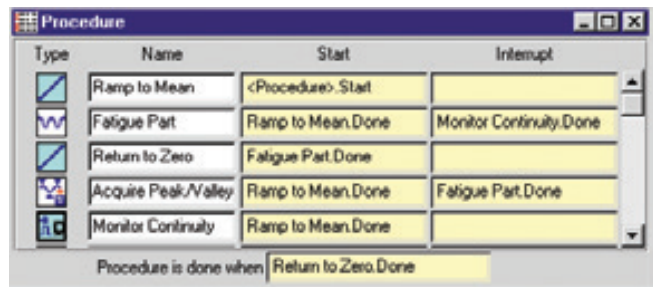 Procedure
Type Name Start Interrupt
Ramp to Mean <Procedure>.Start
Fatigue Part Ramp to Mean.Done Monitor Continuity.Done
Return to Zero Fatigue Part.Done
Acquire Peak/Valley Ramp to Mean.Done Fatigue Part.Done
Monitor Continuity Ramp to Mean.Done
Procedure is done when Return to Zero.Done